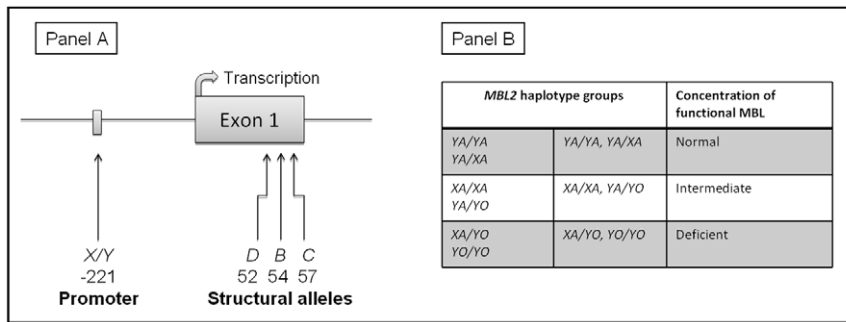 Panel A
Transcription
Exon 1
X/Y
-221
Promoter
D B C
52 54 57
Structural alleles
Panel B
MBL2 haplotype groups
Concentration of
functional MBL
YA/YA
YA/XA
YA/YA, YA/XA
Normal
XA/XA
YA/YO
XA/XA, YA/YO
Intermediate
XA/YO
YO/YO
XA/YO, YO/YO
Deficient